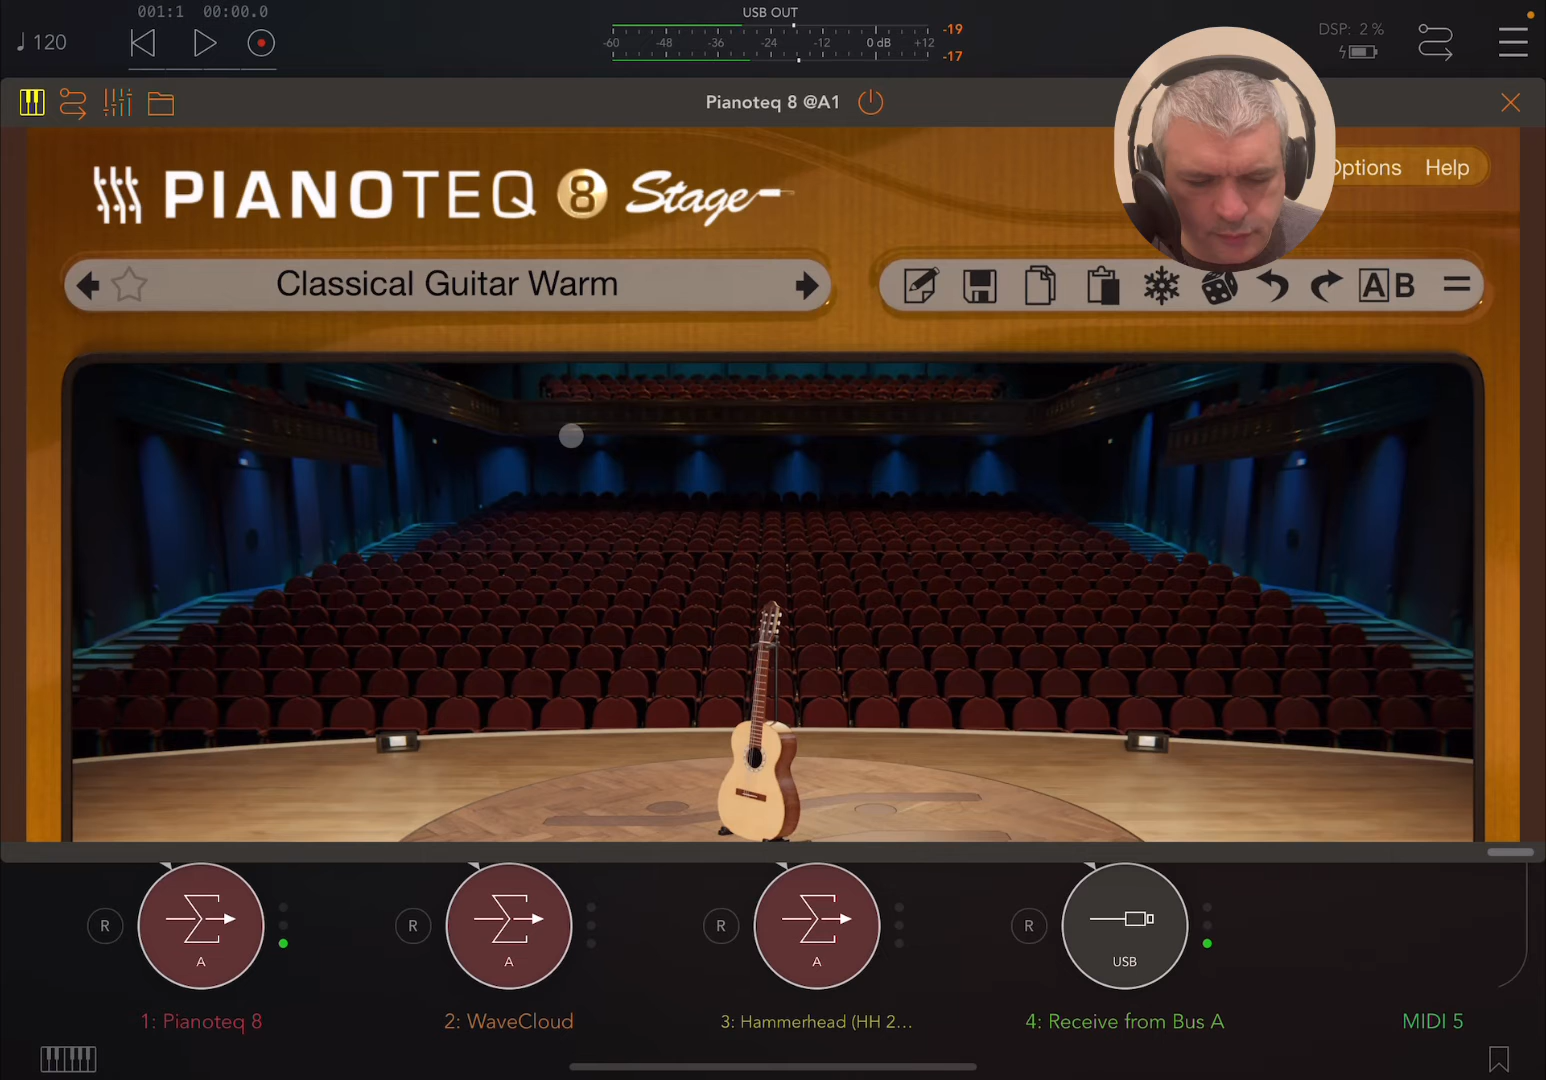 001:1 00:00.0
USB OUT
120
-60 -48 -36 -24 -12 0 dB +12
-19
-17
DSP: 2 %
Pianoteq 8 @A1
PIANOTEQ 8 Stage
Options Help
Classical Guitar Warm
A B
R A R A R A R USB
1: Pianoteq 8
2: WaveCloud
3: Hammerhead (HH 2...
4: Receive from Bus A
MIDI 5